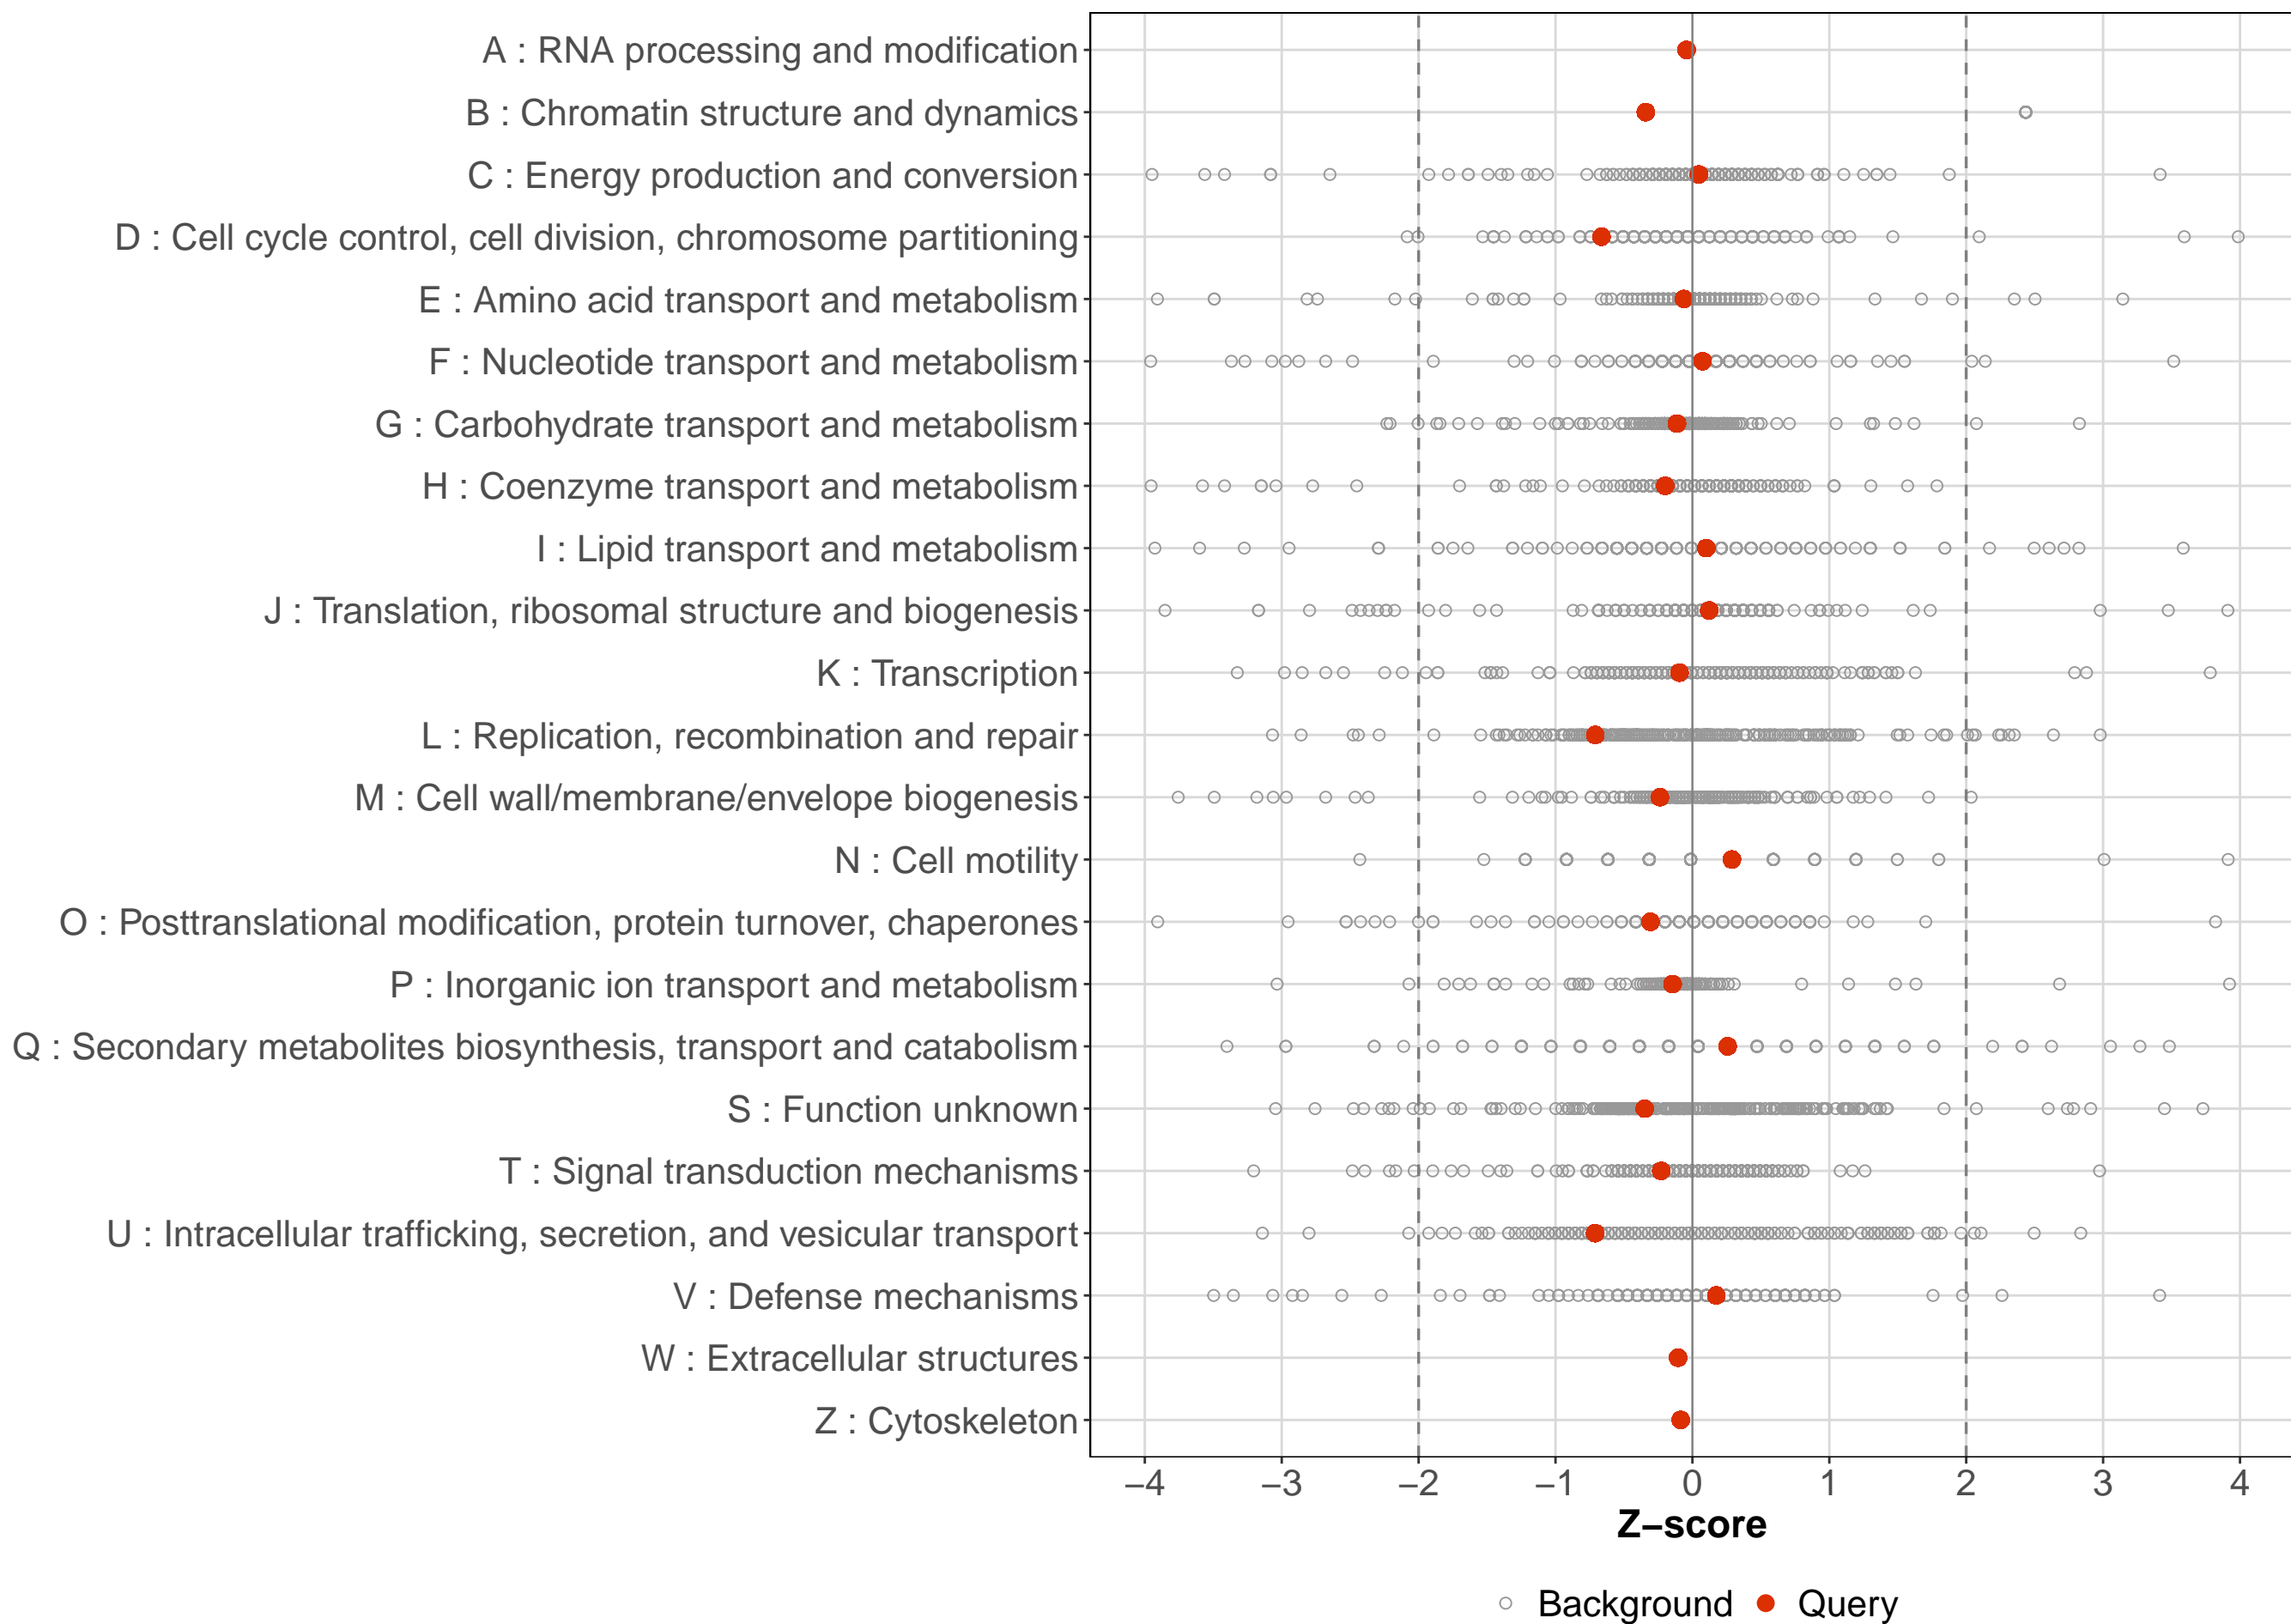 A : RNA processing and modification
B : Chromatin structure and dynamics
C : Energy production and conversion
D : Cell cycle control, cell division, chromosome partitioning
E : Amino acid transport and metabolism
F : Nucleotide transport and metabolism
G : Carbohydrate transport and metabolism
H : Coenzyme transport and metabolism
I : Lipid transport and metabolism
J : Translation, ribosomal structure and biogenesis
K : Transcription
L : Replication, recombination and repair
M : Cell wall/membrane/envelope biogenesis
N : Cell motility
O : Posttranslational modification, protein turnover, chaperones
P : Inorganic ion transport and metabolism
Q : Secondary metabolites biosynthesis, transport and catabolism
S : Function unknown
T : Signal transduction mechanisms
U : Intracellular trafficking, secretion, and vesicular transport
V : Defense mechanisms
W : Extracellular structures
Z : Cytoskeleton
−4 −3 −2 −1 0 1 2 3 4
Z−score
Background Query